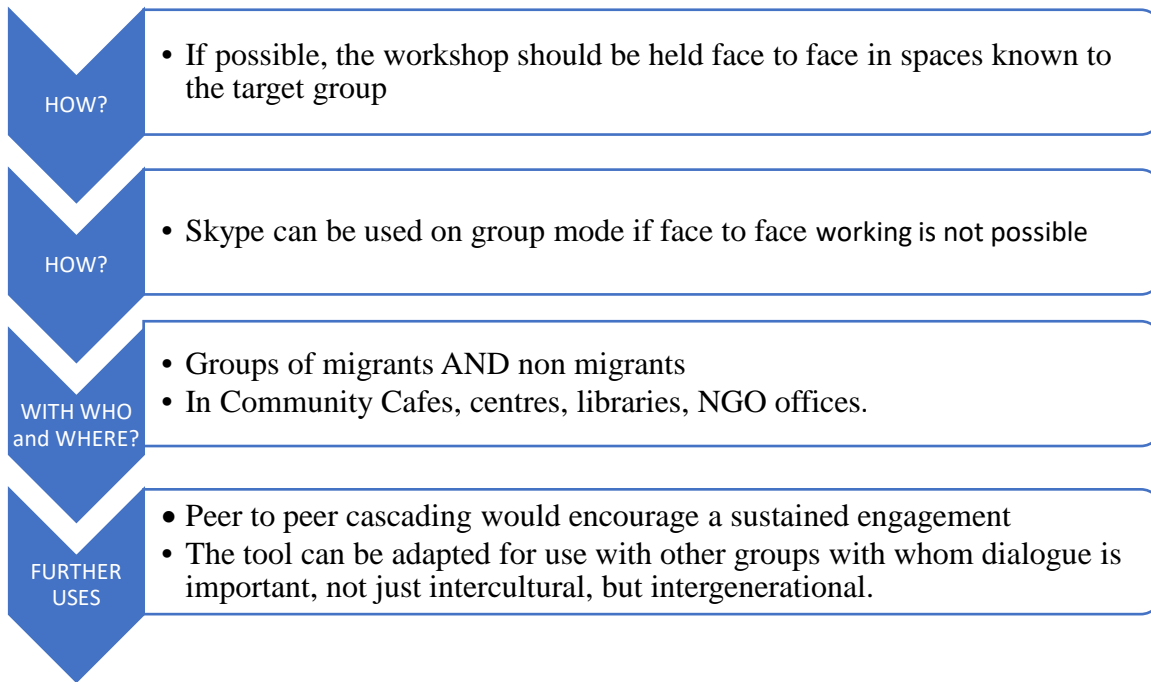 HOW?
• If possible, the workshop should be held face to face in spaces known to
the target group
HOW?
• Skype can be used on group mode if face to face working is not possible
WITH WHO
and WHERE?
• Groups of migrants AND non migrants
• In Community Cafes, centres, libraries, NGO offices.
FURTHER
USES
• Peer to peer cascading would encourage a sustained engagement
• The tool can be adapted for use with other groups with whom dialogue is
important, not just intercultural, but intergenerational.